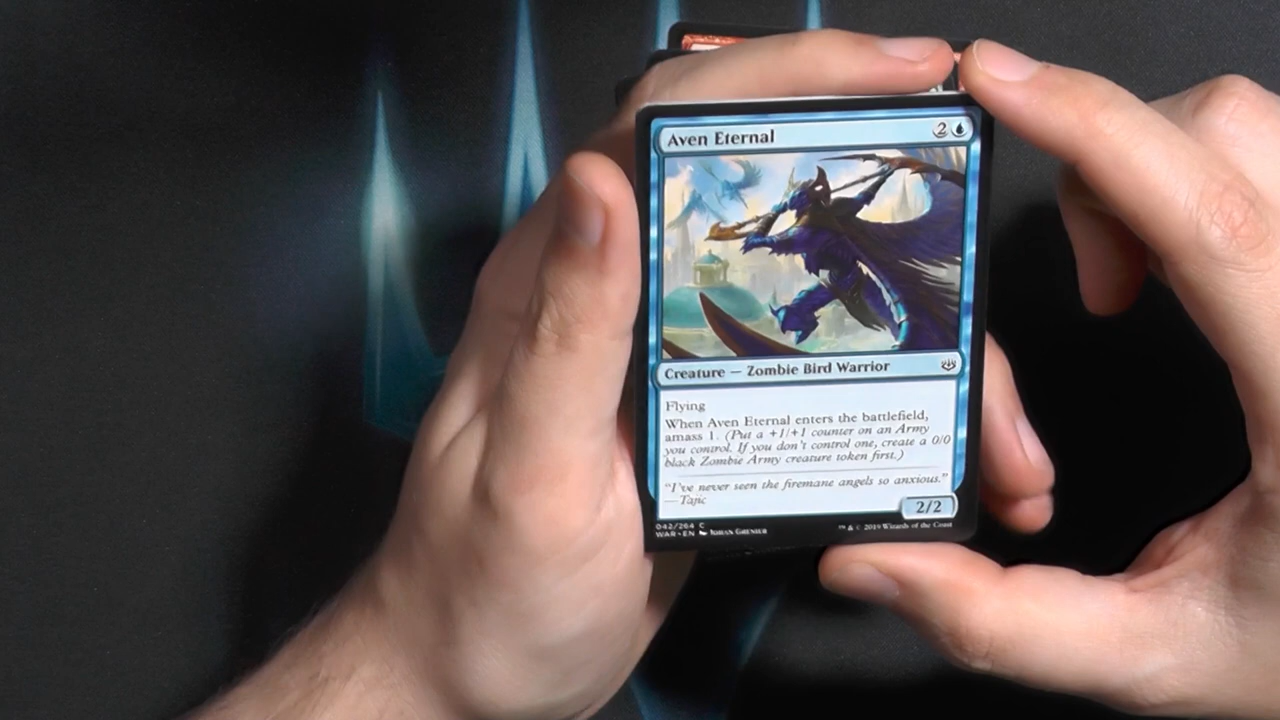 Aven Eternal 2
Creature — Zombie Bird Warrior
Flying
When Aven Eternal enters the battlefield,
amass 1. (Put a +1/+1 counter on an Army
you control. If you don't control one, create a 0/0
black Zombie Army creature token first.)
"I've never seen the firemane angels so anxious."
—Tajic
2/2
042/264 C
WAR • EN
™ & © 2019 Wizards of the Coast